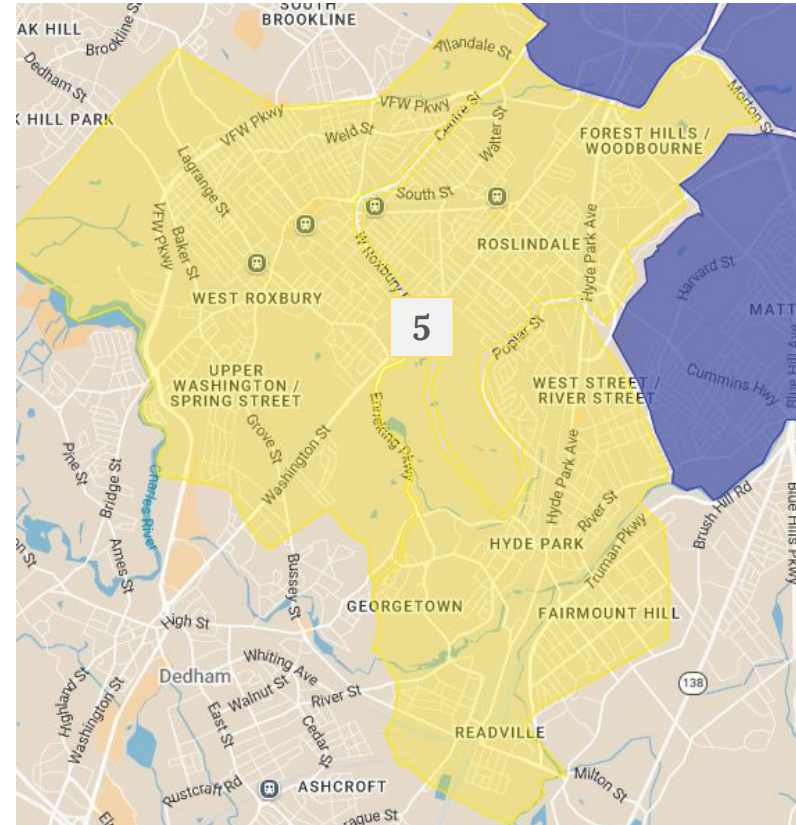 SOUTH
BROOKLINE
AK HILL
Brookline S
Allandale St
Dedham St
VFW Pkwy
Morton St
K HILL PARK
VFW Pkwy
Weld St
Centre St
Walter St
FOREST HILLS /
WOODBOURNE
Lagrange St
South St
VFW Pkwy
Baker St
W Roxbury
ROSLINDALE
Hyde Park Ave
Harvard St
WEST ROXBURY
MATT
5
Poplar St
UPPER
WASHINGTON /
SPRING STREET
WEST STREET /
RIVER STREET
Cummins Hwy
Blue Hill Ave
Enneking Pkwy
Grove St
Washington St
Pine St
Bridge St
Charles River
Hyde Park Ave
River St
Brush Hill Rd
Blue Hills Pkwy
Ames St
on St
HYDE PARK
Truman Pkwy
Bussey St
GEORGETOWN
FAIRMOUNT HILL
High St
Whiting Ave
Dedham
Walnut St
River St
138
Highland St
Washington St
East St
Cedar St
READVILLE
Rustcraft Rd
ASHCROFT
Milton St
rague St